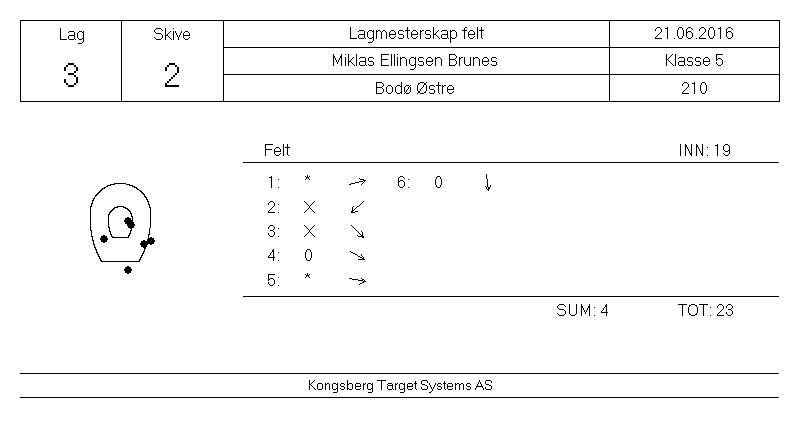 Lag Skive Lagmesterskap felt 21.06.2016
3 2 Miklas Ellingsen Brunes Klasse 5
Bodø Østre 210
Felt INN: 19
1: * → 6: 0 ↓
2: X ↙
3: X ↘
4: 0 ↘
5: * →
SUM: 4 TOT: 23
Kongsberg Target Systems AS